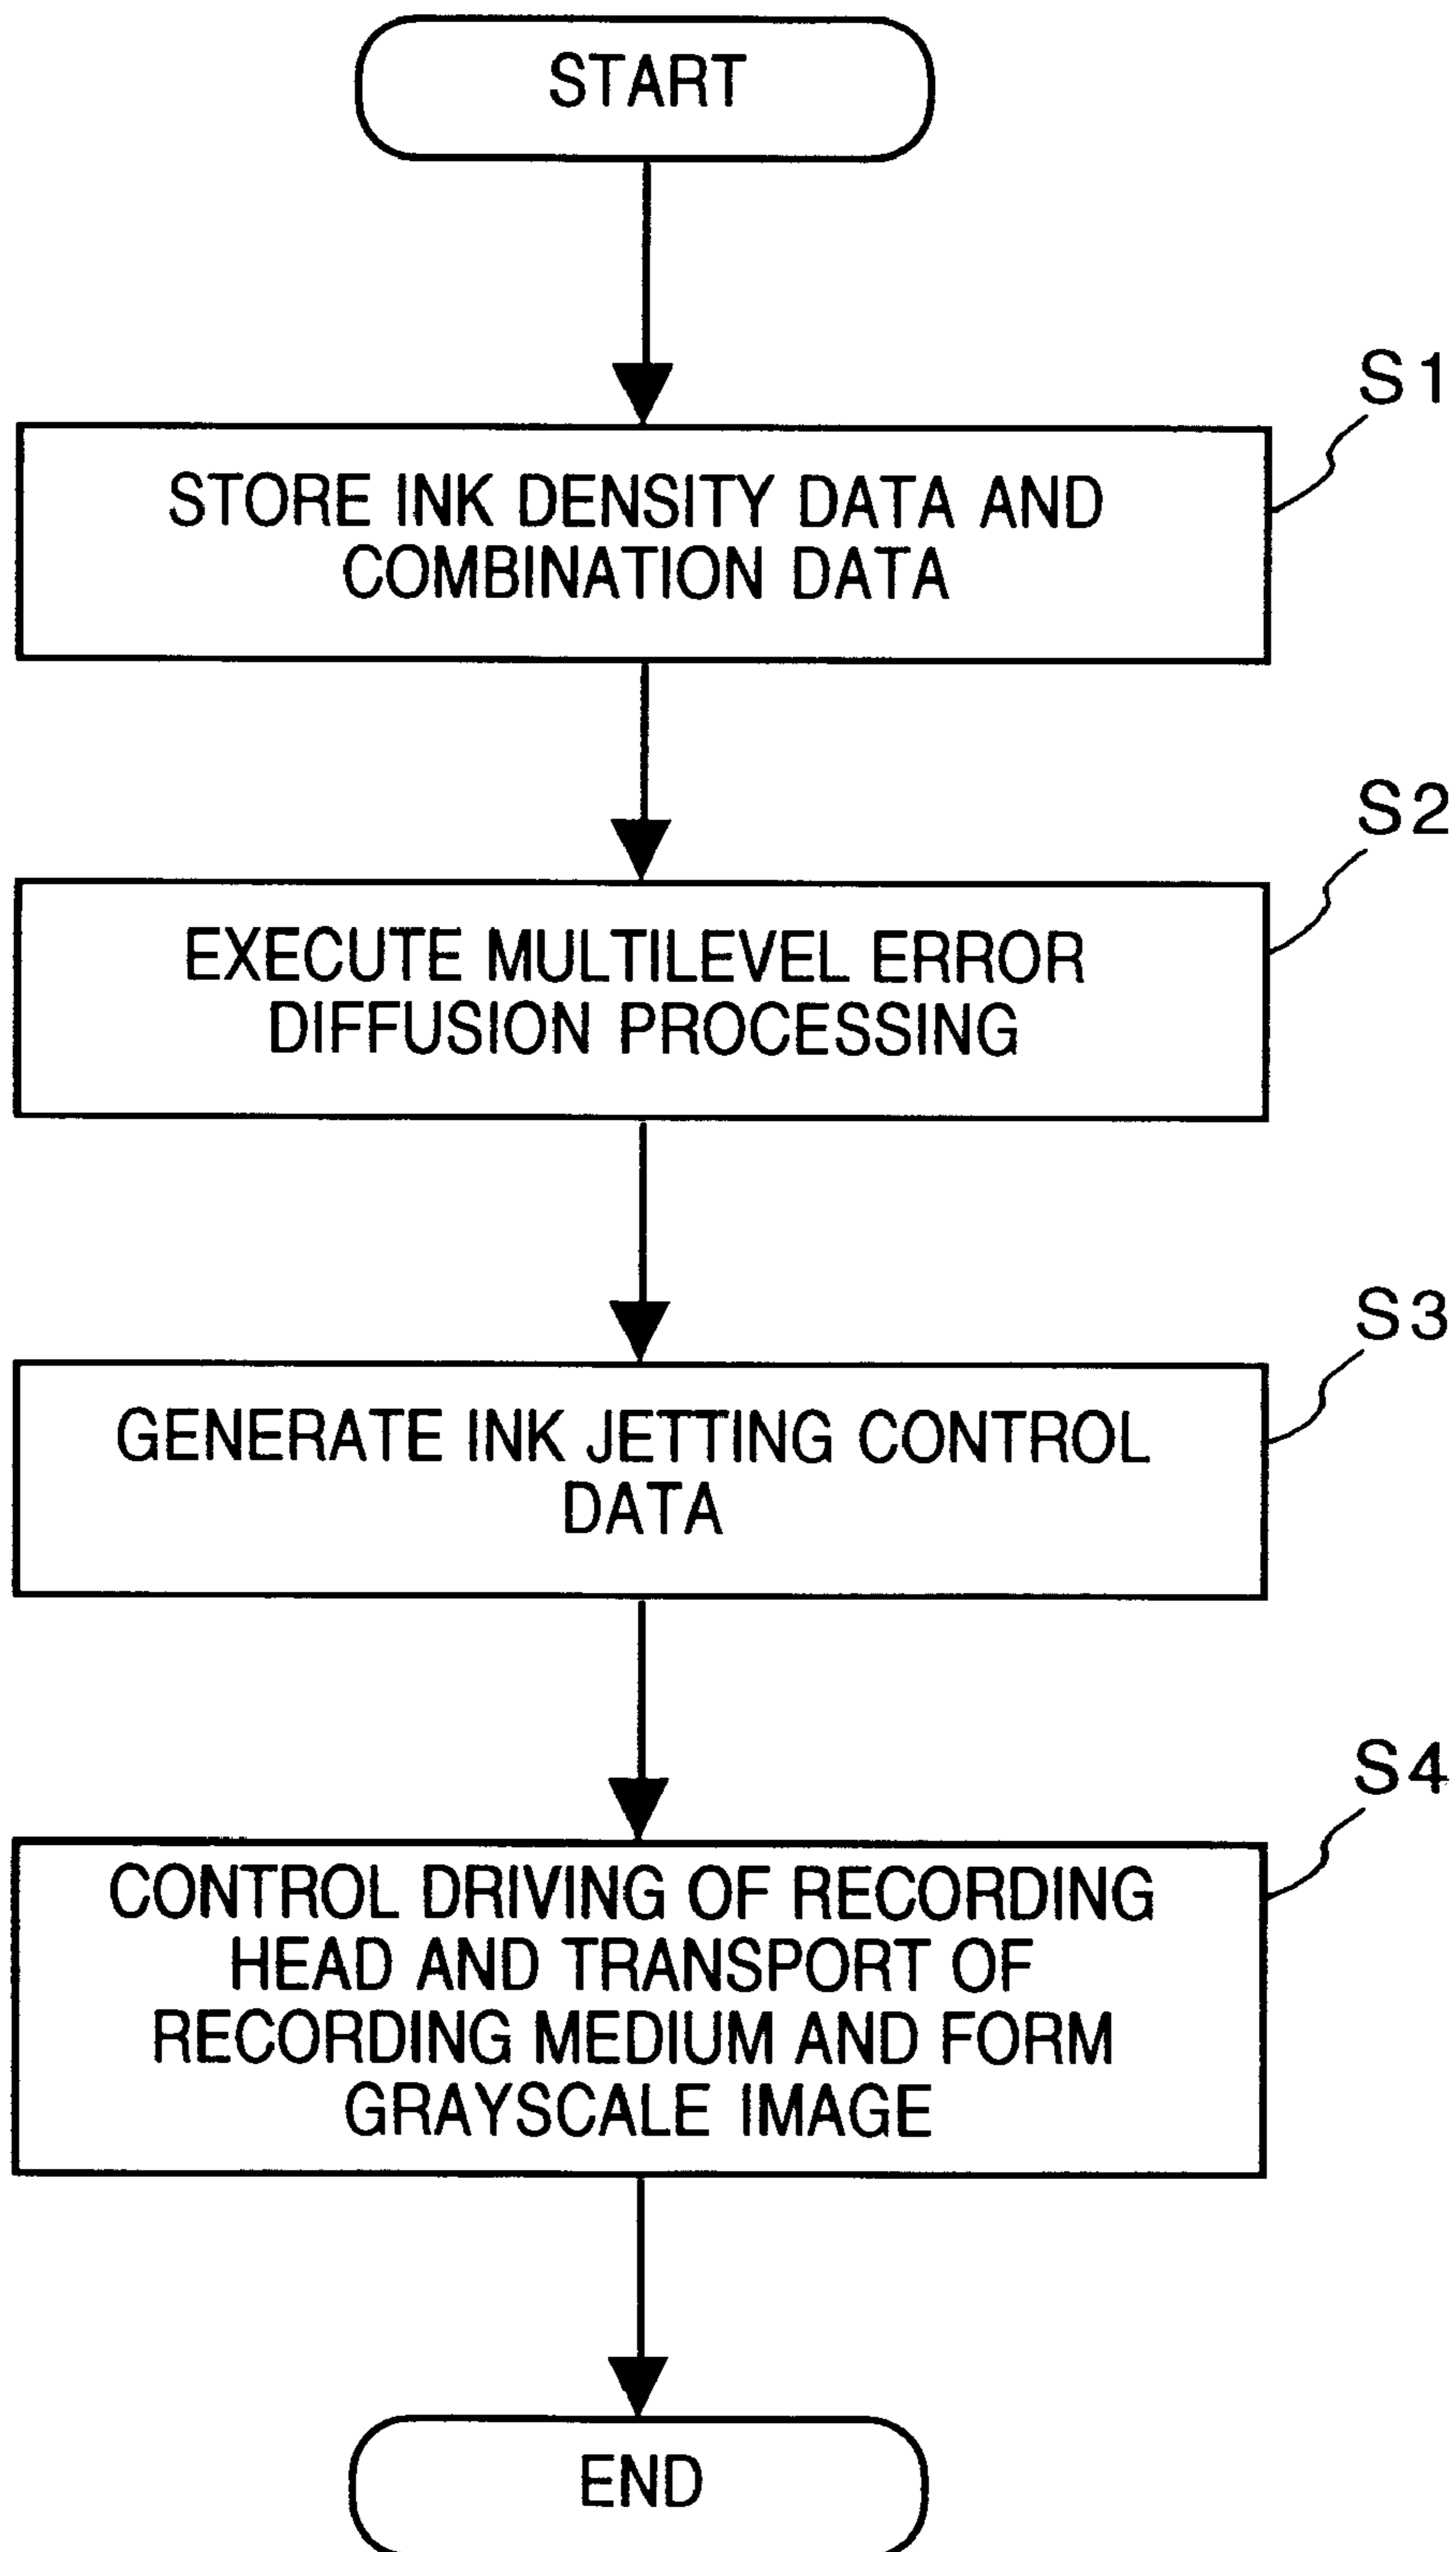 START
S1
STORE INK DENSITY DATA AND
COMBINATION DATA
S2
EXECUTE MULTILEVEL ERROR
DIFFUSION PROCESSING
S3
GENERATE INK JETTING CONTROL
DATA
S4
CONTROL DRIVING OF RECORDING
HEAD AND TRANSPORT OF
RECORDING MEDIUM AND FORM
GRAYSCALE IMAGE
END